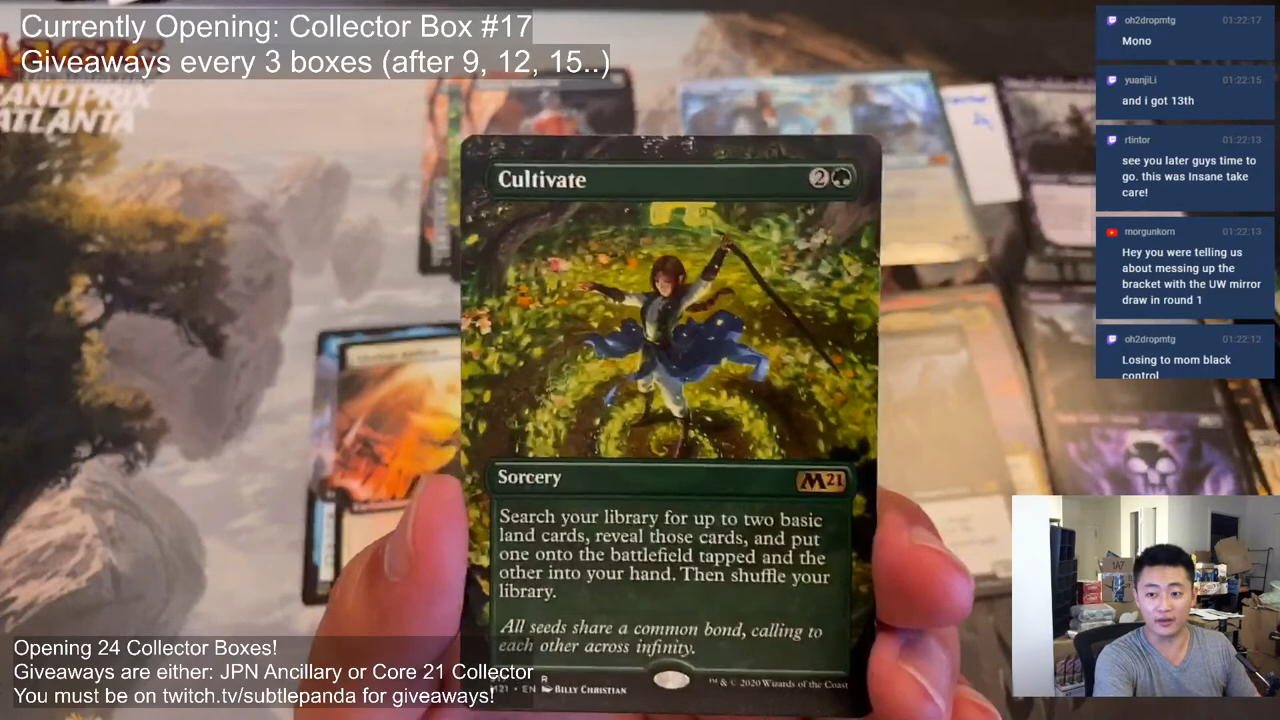 Currently Opening: Collector Box #17
Giveaways every 3 boxes (after 9, 12, 15..)
GRAND PRIX
ATLANTA
Cultivate
2
Sorcery
M21
Search your library for up to two basic
land cards, reveal those cards, and put
one onto the battlefield tapped and the
other into your hand. Then shuffle your
library.
All seeds share a common bond, calling to
each other across infinity.
R
M21 • EN BILLY CHRISTIAN
™ & © 2020 Wizards of the Coast
Opening 24 Collector Boxes!
Giveaways are either: JPN Ancillary or Core 21 Collector
You must be on twitch.tv/subtlepanda for giveaways!
oh2dropmtg 01:22:17
Mono
yuanjiLi 01:22:15
and i got 13th
rtintor 01:22:13
see you later guys time to
go. this was Insane take
care!
morgunkorn 01:22:13
Hey you were telling us
about messing up the
bracket with the UW mirror
draw in round 1
oh2dropmtg 01:22:12
Losing to mom black
control
1A7